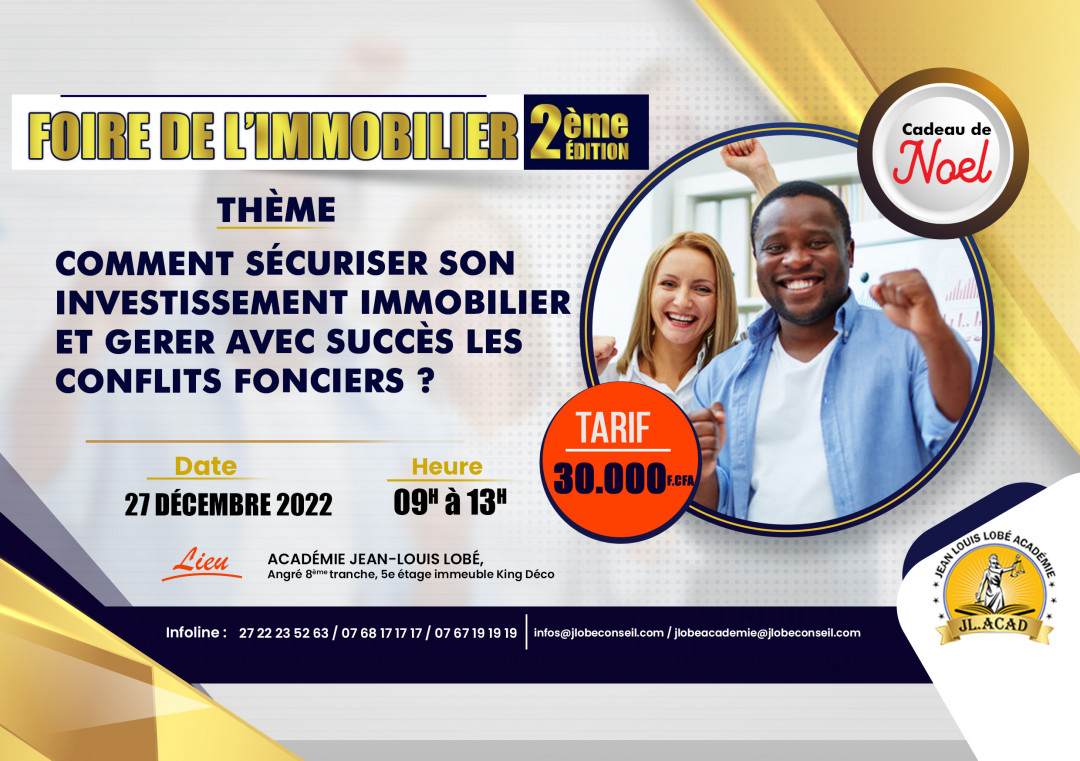 FOIRE DE L'IMMOBILIER 2ème ÉDITION
Cadeau de
Noel
THÈME
COMMENT SÉCURISER SON
INVESTISSEMENT IMMOBILIER
ET GERER AVEC SUCCÈS LES
CONFLITS FONCIERS ?
TARIF
30.000 F.CFA
Date
27 DÉCEMBRE 2022
Heure
09H à 13H
Lieu
ACADÉMIE JEAN-LOUIS LOBÉ,
Angré 8ème tranche, 5e étage immeuble King Déco
Infoline : 27 22 23 52 63 / 07 68 17 17 17 / 07 67 19 19 19
infos@jlobeconseil.com / jlobeacademie@jlobeconseil.com
JEAN LOUIS LOBÉ ACADÉMIE
JL.ACAD